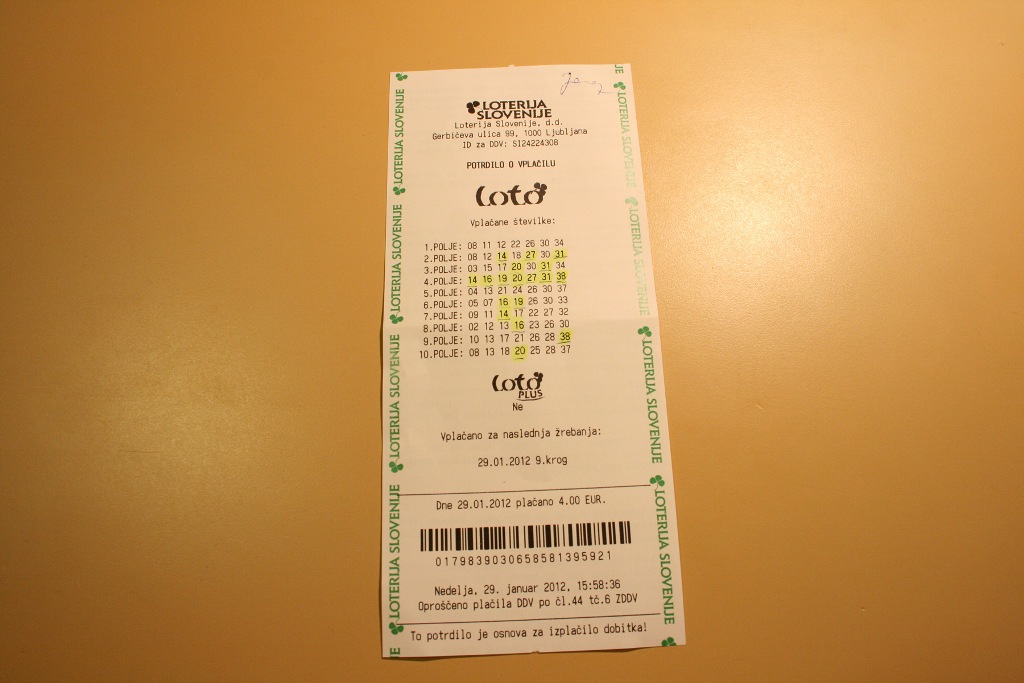 Janez
LOTERIJA
SLOVENIJE
Loterija Slovenije, d.d.
Gerbičeva ulica 99, 1000 Ljubljana
ID za DDV: SI24224308
POTRDILO O VPLAČILU
Loto
Vplačane številke:
1.POLJE: 08 11 12 22 26 30 34
2.POLJE: 08 12 14 18 27 30 31
3.POLJE: 03 15 17 20 30 31 34
4.POLJE: 14 16 19 20 27 31 38
5.POLJE: 04 13 21 24 26 30 37
6.POLJE: 05 07 16 19 26 30 33
7.POLJE: 09 11 14 17 22 27 32
8.POLJE: 02 12 13 16 23 26 30
9.POLJE: 10 13 17 21 26 28 38
10.POLJE: 08 13 18 20 25 28 37
Loto
PLUS
Ne
Vplačano za naslednja žrebanja:
29.01.2012 9.krog
Dne 29.01.2012 plačano 4.00 EUR.
0179839030658581395921
Nedelja, 29. januar 2012, 15:58:36
Oproščeno plačila DDV po čl.44 tč.6 ZDDV
To potrdilo je osnova za izplačilo dobitka!
LOTERIJA SLOVENIJE
LOTERIJA SLOVENIJE
LOTERIJA SLOVENIJE
LOTERIJA SLOVENIJE
JE
LOTERIJA SLOVENIJE
LOTERIJA SLOVENIJE
LOTERIJA SLOVENIJE
LOTERIJA SLOVENIJE